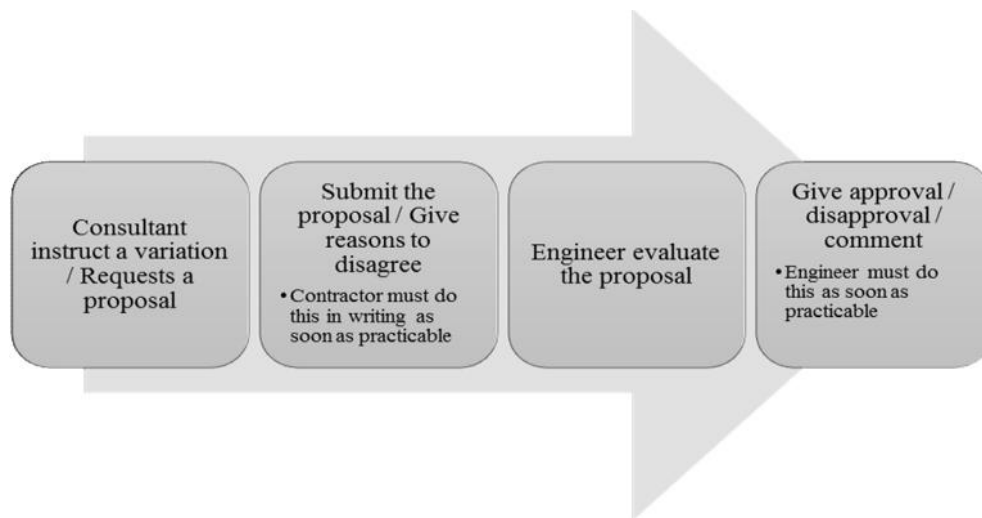 Consultant
instruct a variation
/ Requests a
proposal
Submit the
proposal / Give
reasons to
disagree
•Contractor must do
this in writing as
soon as practicable
Engineer evaluate
the proposal
Give approval /
disapproval /
comment
•Engineer must do
this as soon as
practicable